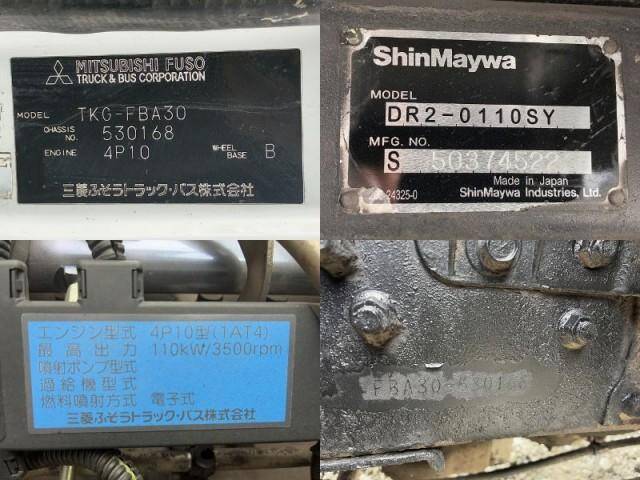 MITSUBISHI FUSO
TRUCK & BUS CORPORATION
MODEL TKG-FBA30
CHASSIS NO. 530168
ENGINE 4P10 WHEEL BASE B
三菱ふそうトラック・バス株式会社
ShinMaywa
MODEL
DR2-0110SY
MFG. NO.
S 50374522
Made in Japan
24325-0 ShinMaywa Industries, Ltd.
エンジン型式 4P10型(1AT4)
最高出力 110kW/3500rpm
噴射ポンプ型式
過給機型式
燃料噴射方式 電子式
三菱ふそうトラック・バス株式会社
FBA30